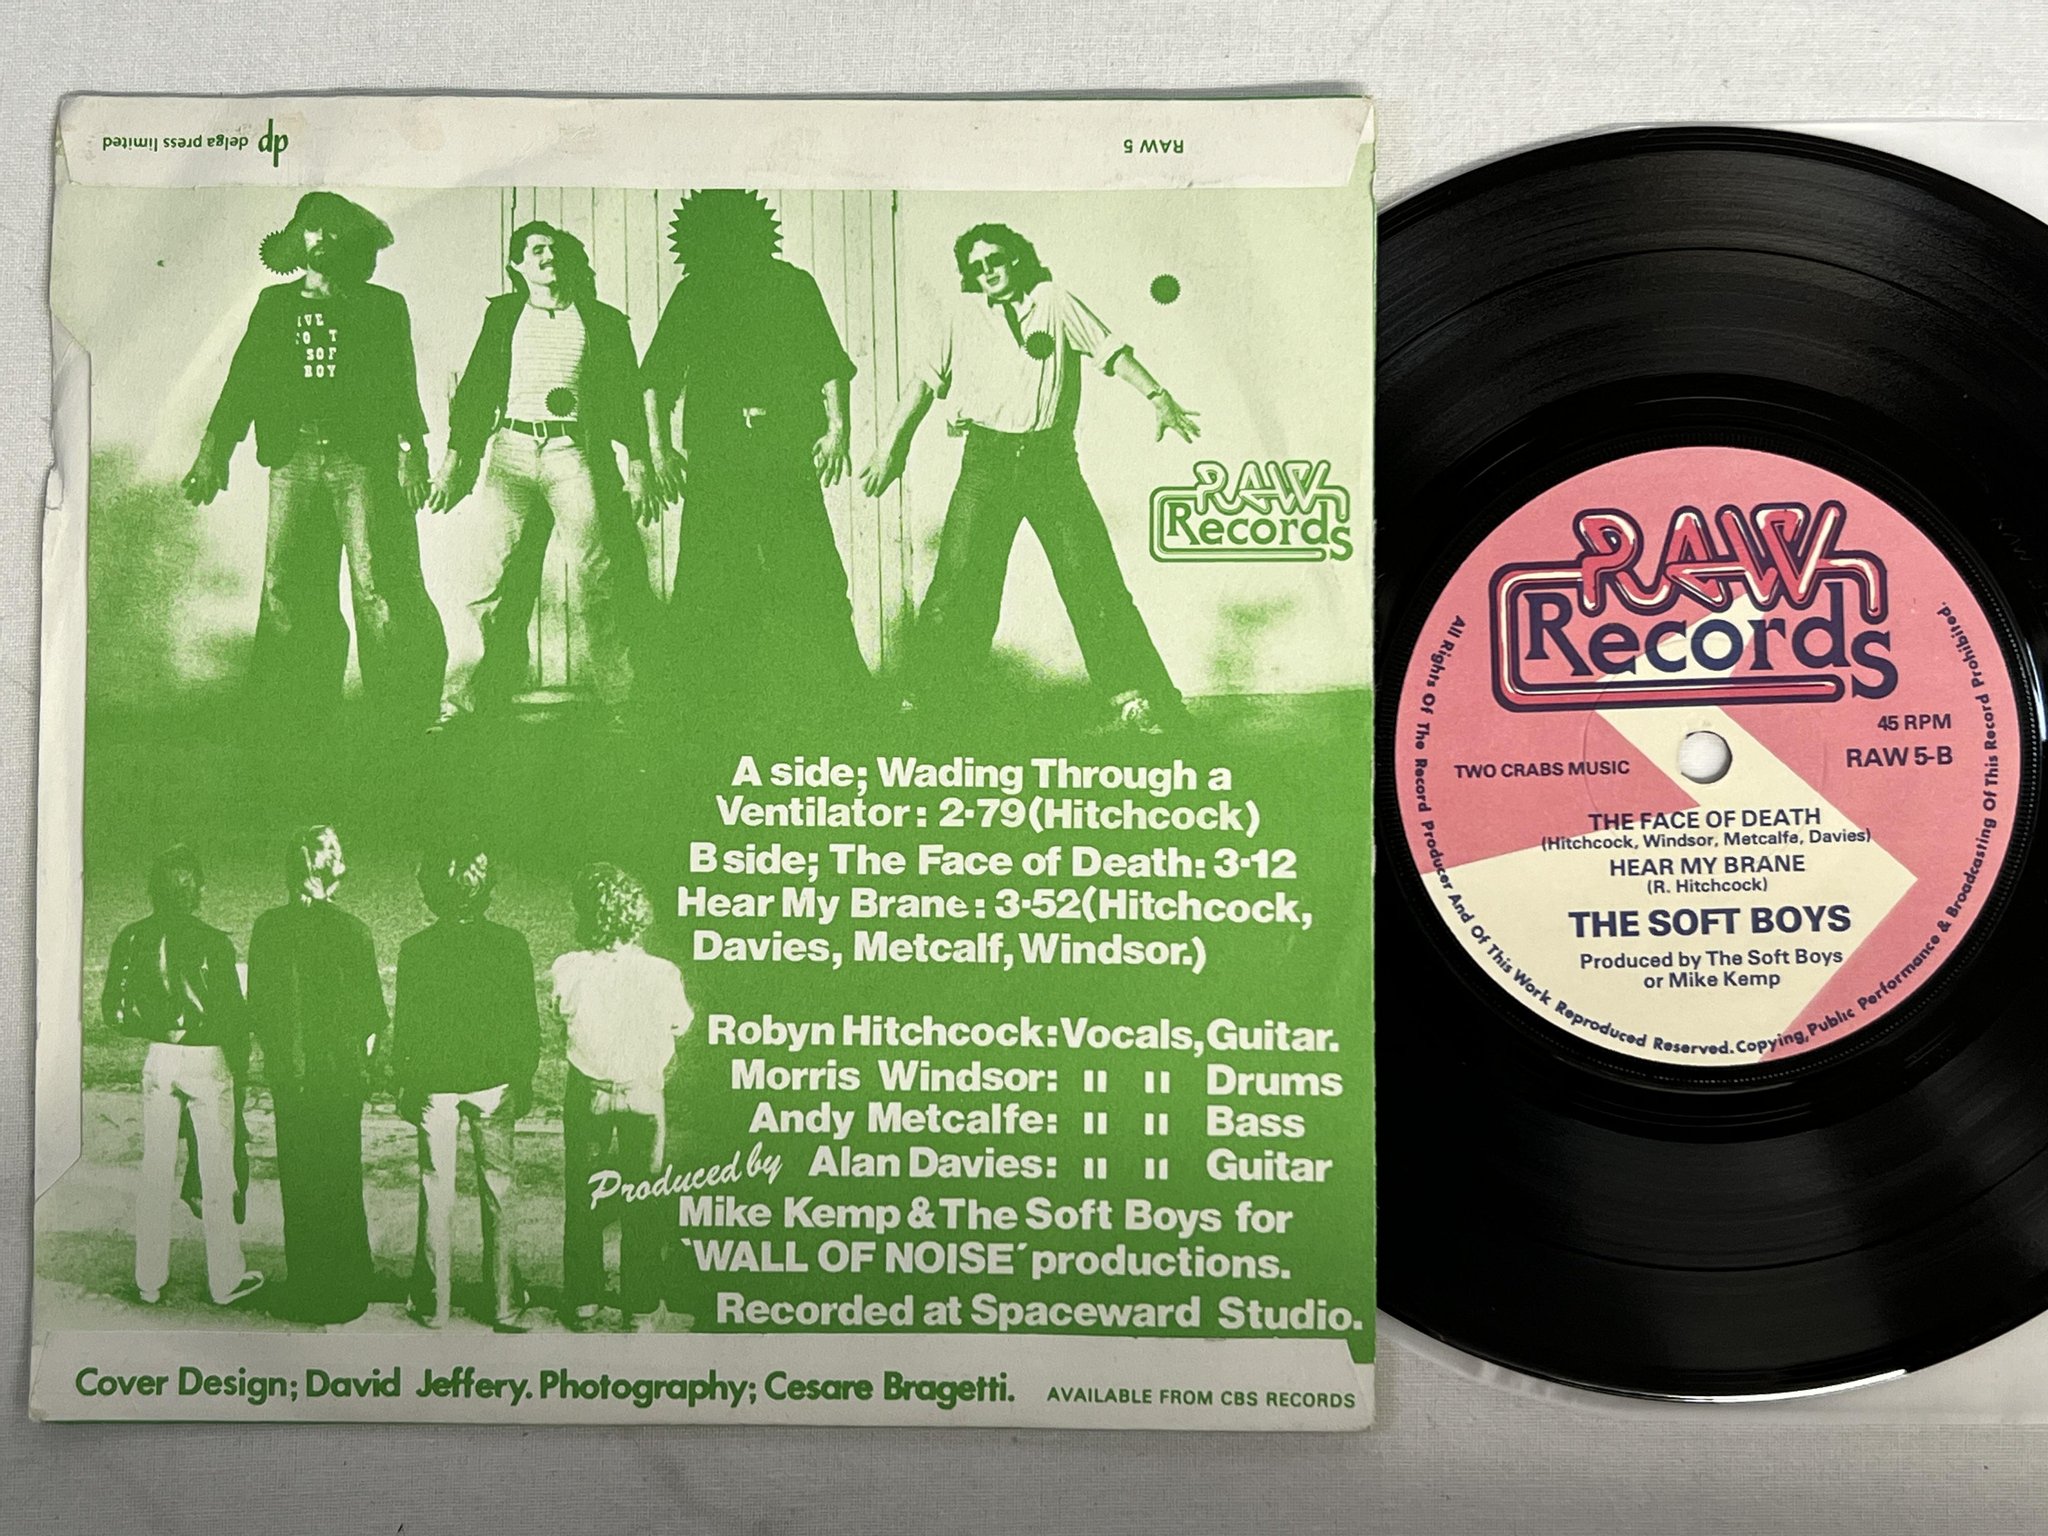 delga press limited
dp
RAW 5
IVE
O T
SOF
BOY
RAW
Records
A side; Wading Through a
Ventilator: 2·79(Hitchcock)
B side; The Face of Death: 3·12
Hear My Brane: 3·52(Hitchcock,
Davies, Metcalf, Windsor.)
Robyn Hitchcock: Vocals, Guitar.
Morris Windsor: " " Drums
Andy Metcalfe: " " Bass
Produced by Alan Davies: " " Guitar
Mike Kemp & The Soft Boys for
`WALL OF NOISE´ productions.
Recorded at Spaceward Studio.
Cover Design; David Jeffery. Photography; Cesare Bragetti.
AVAILABLE FROM CBS RECORDS
RAW
Records
45 RPM
RAW 5-B
TWO CRABS MUSIC
THE FACE OF DEATH
(Hitchcock, Windsor, Metcalfe, Davies)
HEAR MY BRANE
(R. Hitchcock)
THE SOFT BOYS
Produced by The Soft Boys
or Mike Kemp
All Rights Of The Record Producer And Of This Work Reproduced Reserved. Copying, Public Performance & Broadcasting Of This Record Prohibited.